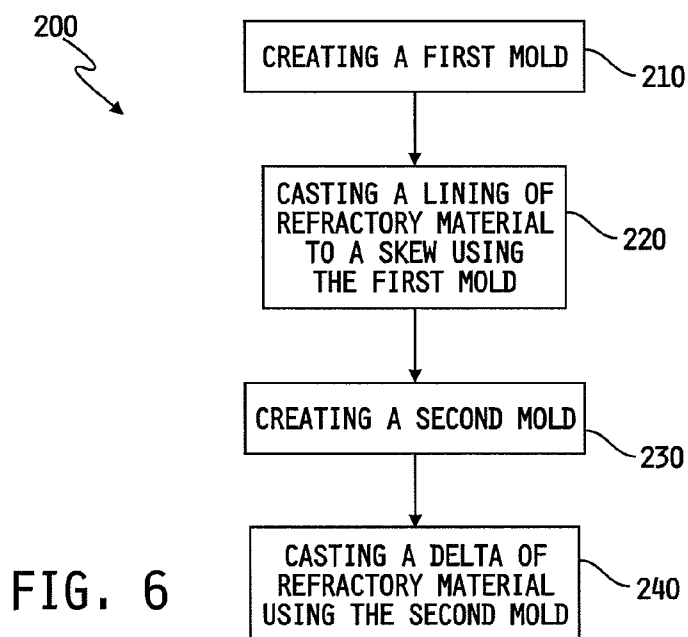 200
CREATING A FIRST MOLD
210
CASTING A LINING OF
REFRACTORY MATERIAL
TO A SKEW USING
THE FIRST MOLD
220
CREATING A SECOND MOLD
230
CASTING A DELTA OF
REFRACTORY MATERIAL
USING THE SECOND MOLD
240
FIG. 6